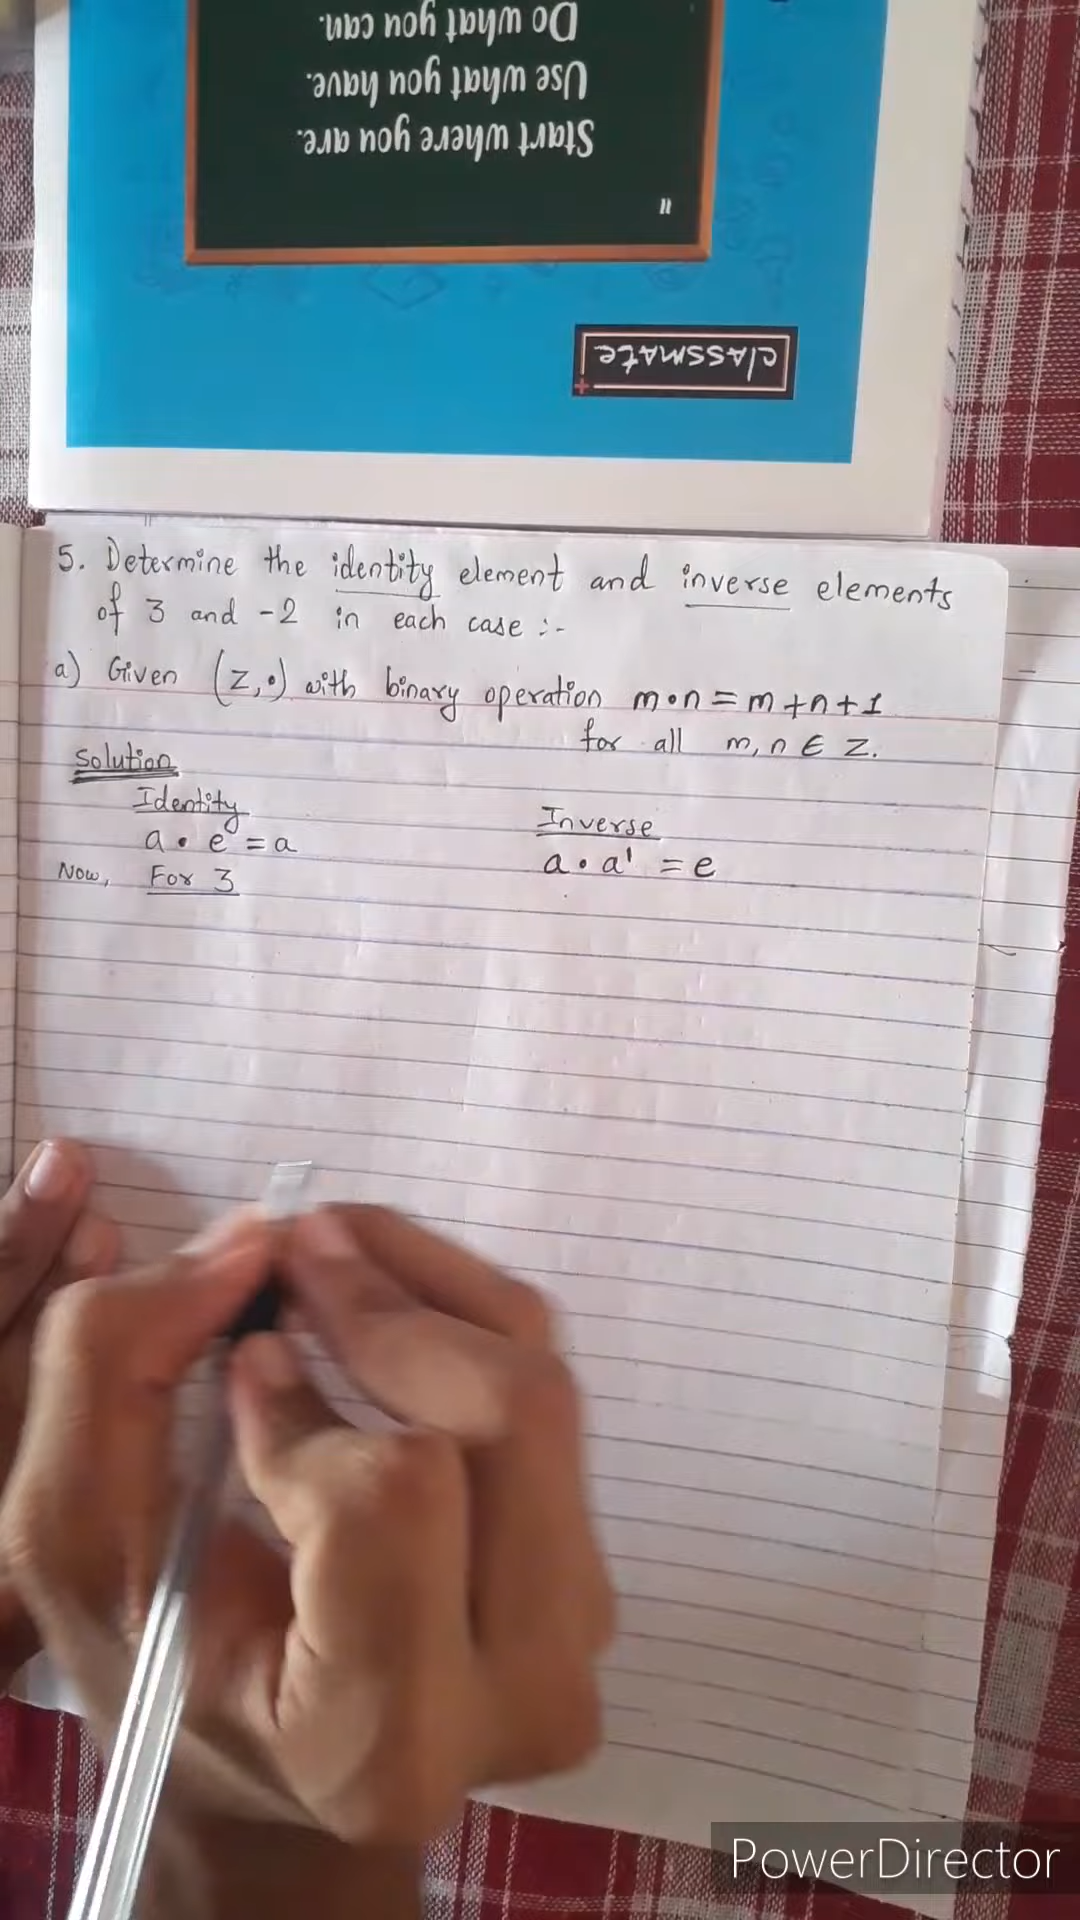 Do what you can.
Use what you have.
Start where you are.
"
classmate
5. Determine the identity element and inverse elements
of 3 and -2 in each case :-
a) Given (Z,•) with binary operation m•n = m+n+1
for all m, n ∈ Z.
Solution
Identity
a • e = a
Now, For 3
Inverse
a • a' = e
PowerDirector